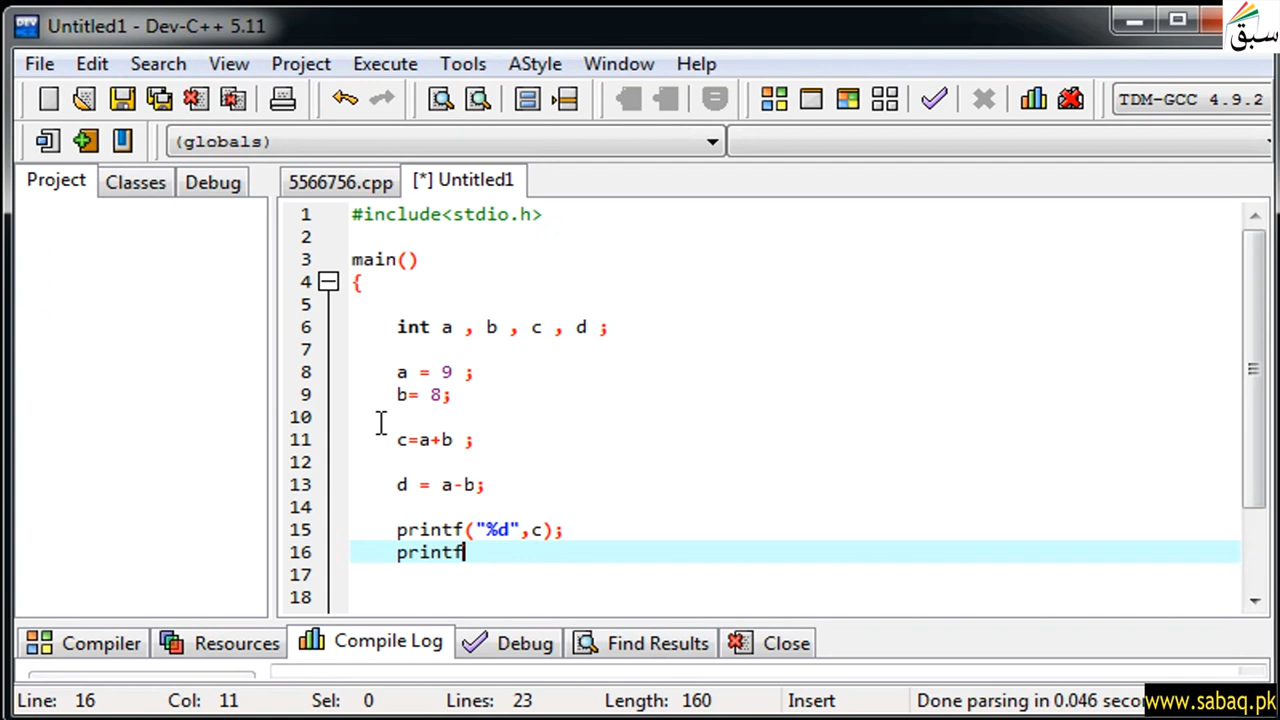 سبق
Untitled1 - Dev-C++ 5.11
File Edit Search View Project Execute Tools AStyle Window Help
TDM-GCC 4.9.2
(globals)
Project Classes Debug 5566756.cpp [*] Untitled1
1 #include<stdio.h>
2
3 main()
4 {
5
6 int a , b , c , d ;
7
8 a = 9 ;
9 b= 8;
10
11 c=a+b ;
12
13 d = a-b;
14
15 printf("%d",c);
16 printf
17
18
Compiler Resources Compile Log Debug Find Results Close
Line: 16 Col: 11 Sel: 0 Lines: 23 Length: 160 Insert Done parsing in 0.046 seco
www.sabaq.pk